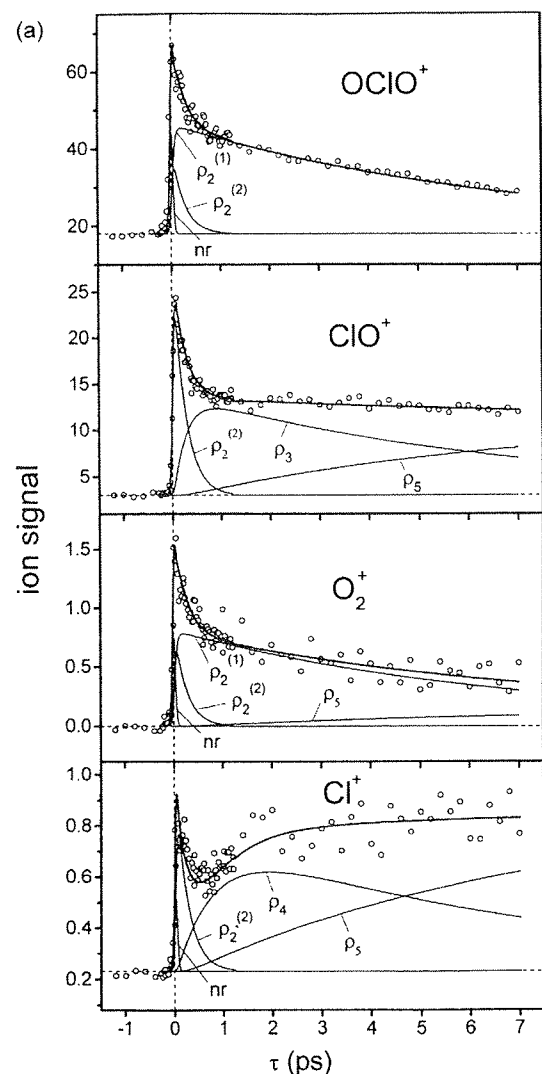 (a)
OClO⁺
60
40
20
ρ₂⁽¹⁾
ρ₂⁽²⁾
nr
ClO⁺
25
20
15
10
5
ρ₂⁽²⁾
ρ₃
ρ₅
ion signal
O₂⁺
1.5
1.0
0.5
0.0
ρ₂⁽¹⁾
ρ₂⁽²⁾
ρ₅
nr
Cl⁺
1.0
0.8
0.6
0.4
0.2
ρ₂⁽²⁾
ρ₄
ρ₅
nr
-1 0 1 2 3 4 5 6 7
τ (ps)